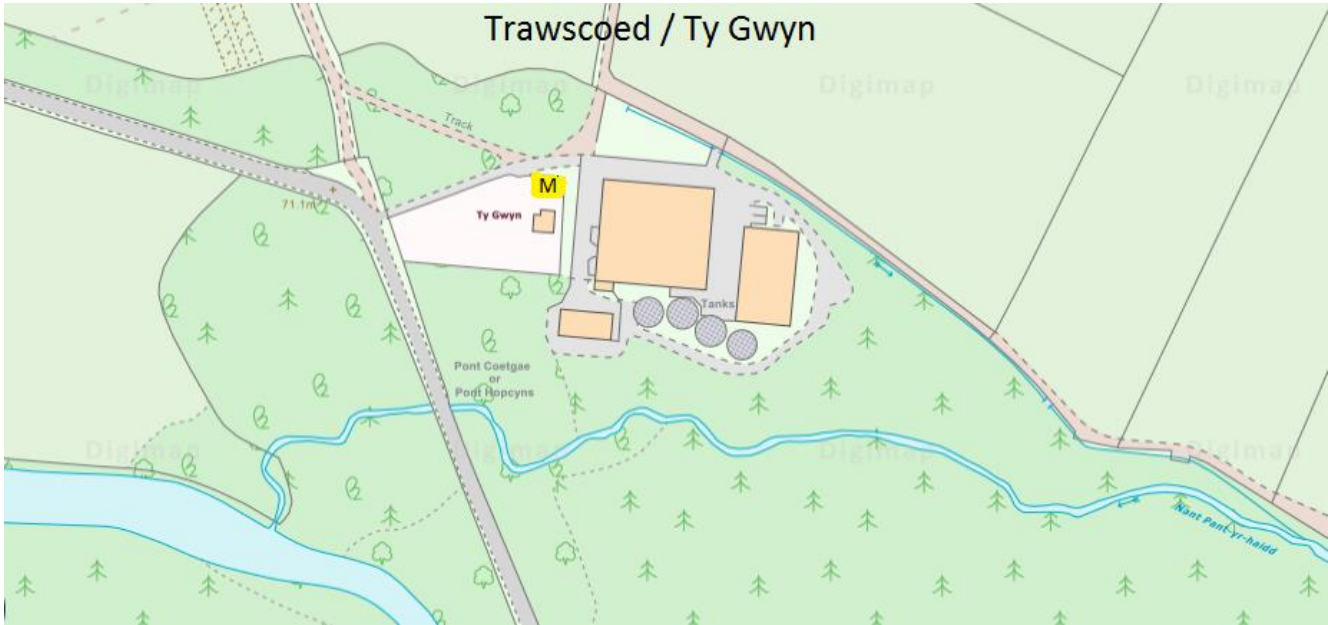 Trawscoed / Ty Gwyn
Digimap
Digimap
Digimap
Digimap
Track
M
71.1m
Ty Gwyn
Tanks
Pont Coetgae
or
Pont Hopcyns
Digimap
Digimap
Digimap
Digimap
Nant Pant-yr-haidd